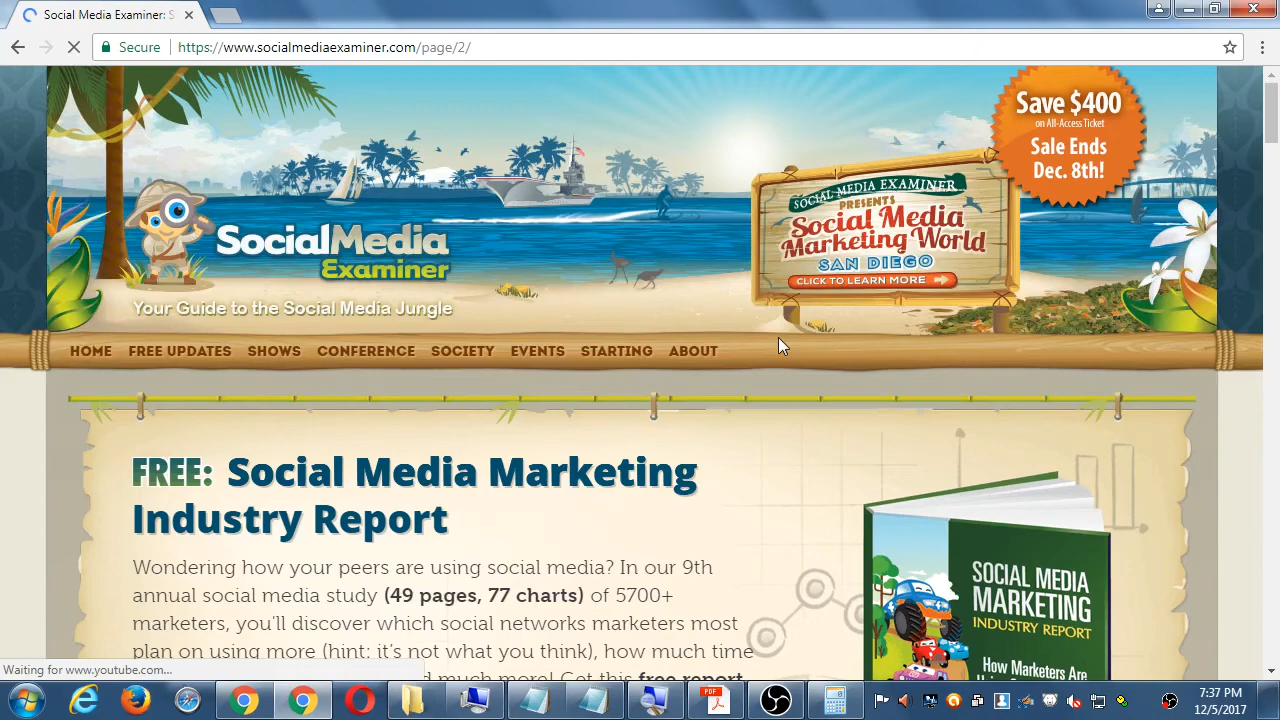 Social Media Examiner: S
Secure
https://www.socialmediaexaminer.com/page/2/
Save $400
on All-Access Ticket
Sale Ends
Dec. 8th!
SOCIAL MEDIA EXAMINER
PRESENTS
Social Media
Marketing World
SAN DIEGO
CLICK TO LEARN MORE
SocialMedia
Examiner
Your Guide to the Social Media Jungle
HOME FREE UPDATES SHOWS CONFERENCE SOCIETY EVENTS STARTING ABOUT
FREE: Social Media Marketing
Industry Report
Wondering how your peers are using social media? In our 9th
annual social media study (49 pages, 77 charts) of 5700+
marketers, you'll discover which social networks marketers most
plan on using more (hint: it's not what you think), how much time
d much more! Get this free report
SOCIAL MEDIA
MARKETING
INDUSTRY REPORT
How Marketers Are
Waiting for www.youtube.com...
PDF
7:37 PM
12/5/2017